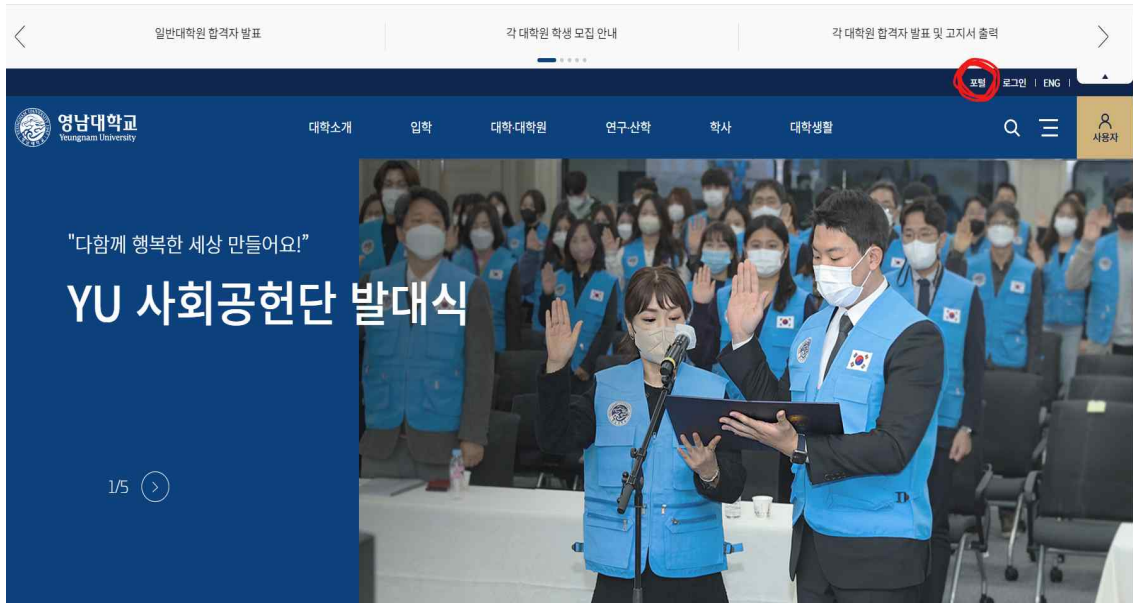 일반대학원 합격자 발표
각 대학원 학생 모집 안내
각 대학원 합격자 발표 및 고지서 출력
포털
로그인
ENG
영남대학교
Yeungnam University
대학소개
입학
대학·대학원
연구·산학
학사
대학생활
사용자
"다함께 행복한 세상 만들어요!”
YU 사회공헌단 발대식
1/5